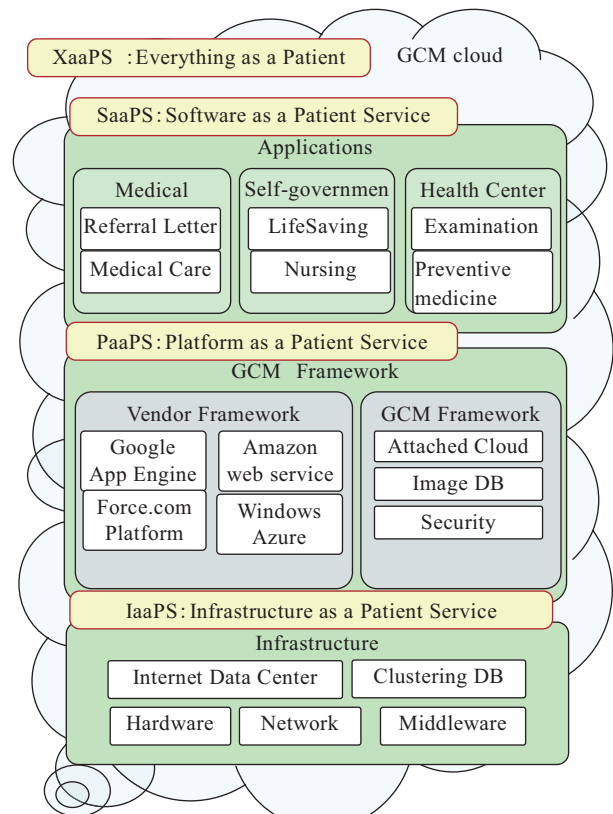 XaaPS : Everything as a Patient
GCM cloud
SaaPS: Software as a Patient Service
Applications
Medical
Referral Letter
Medical Care
Self-governmen
LifeSaving
Nursing
Health Center
Examination
Preventive
medicine
PaaPS: Platform as a Patient Service
GCM Framework
Vendor Framework
Google
App Engine
Amazon
web service
Force.com
Platform
Windows
Azure
GCM Framework
Attached Cloud
Image DB
Security
IaaPS: Infrastructure as a Patient Service
Infrastructure
Internet Data Center
Clustering DB
Hardware
Network
Middleware